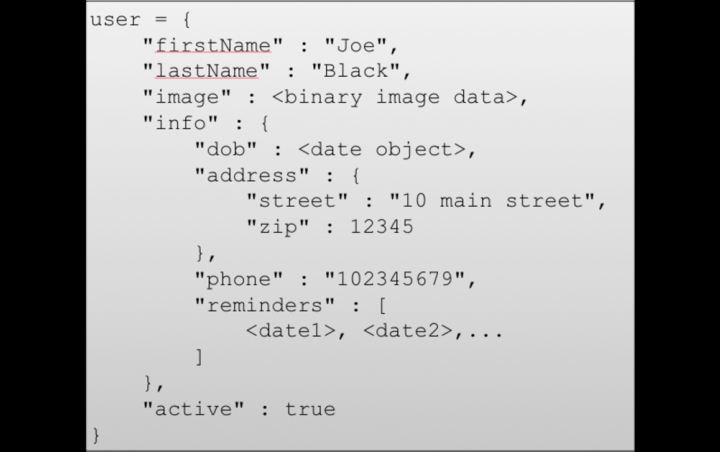 user = {
"firstName" : "Joe",
"lastName" : "Black",
"image" : <binary image data>,
"info" : {
"dob" : <date object>,
"address" : {
"street" : "10 main street",
"zip" : 12345
},
"phone" : "102345679",
"reminders" : [
<date1>, <date2>,...
]
},
"active" : true
}